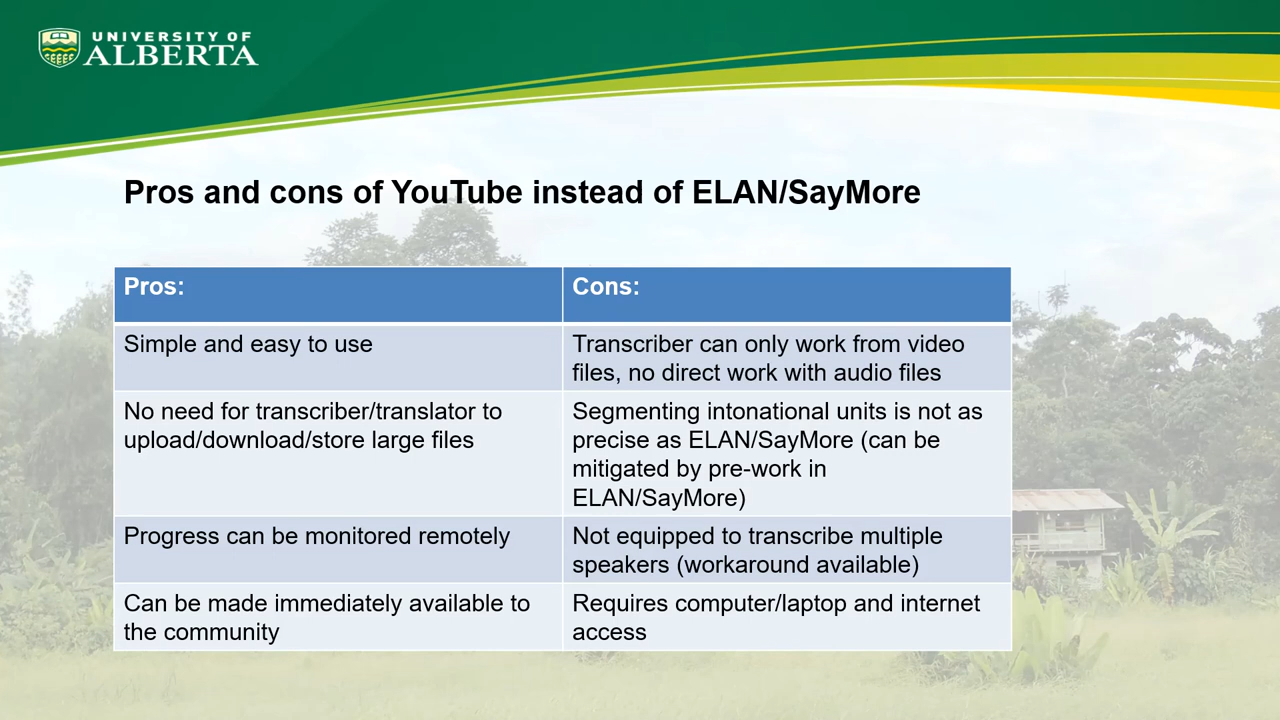 UNIVERSITY OF
ALBERTA
Pros and cons of YouTube instead of ELAN/SayMore
Pros:
Cons:
Simple and easy to use
Transcriber can only work from video
files, no direct work with audio files
No need for transcriber/translator to
upload/download/store large files
Segmenting intonational units is not as
precise as ELAN/SayMore (can be
mitigated by pre-work in
ELAN/SayMore)
Progress can be monitored remotely
Not equipped to transcribe multiple
speakers (workaround available)
Can be made immediately available to
the community
Requires computer/laptop and internet
access